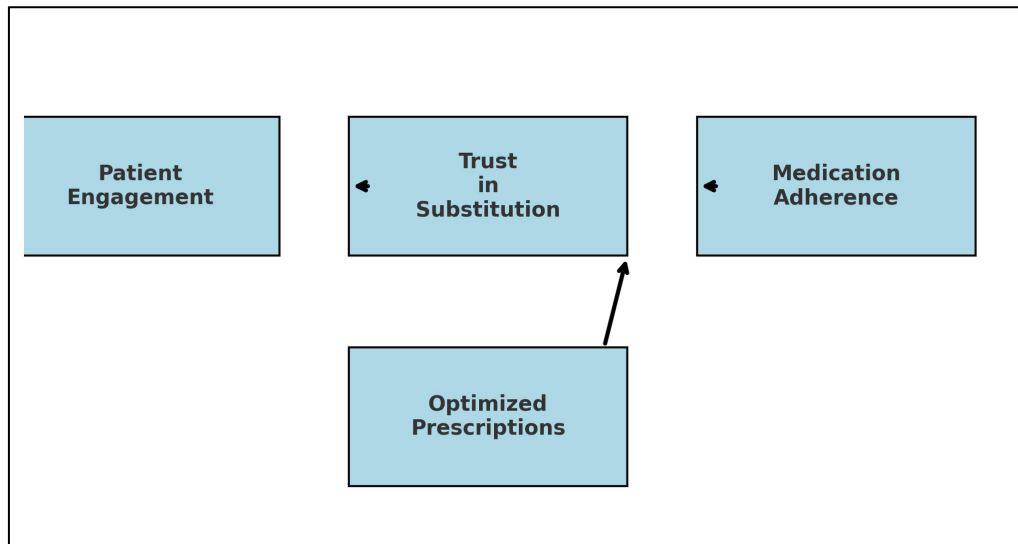 Patient
Engagement
Trust
in
Substitution
Medication
Adherence
Optimized
Prescriptions